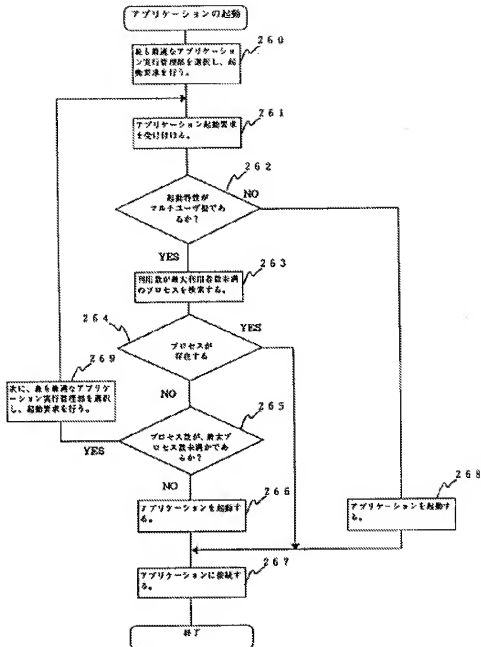 アプリケーションの起動
260
最も最適なアプリケーシ
ョン実行管理部を選択し、起
動要求を行う。
261
アプリケーション起動要求
を受け付ける。
262
起動特徴が
マルチユーザ型であ
るか?
NO
YES
263
利用数が最大利用者数未満
のプロセスを検索する。
264
プロセスが
存在する
YES
NO
269
次に、最も最適なアプリケ
ーション実行管理部を選択
し、起動要求を行う。
265
プロセス数が、最大プ
ロセス数未満かであ
るか?
YES
NO
266
アプリケーションを起動す
る。
268
アプリケーションを起動す
る。
267
アプリケーションに接続す
る。
終了